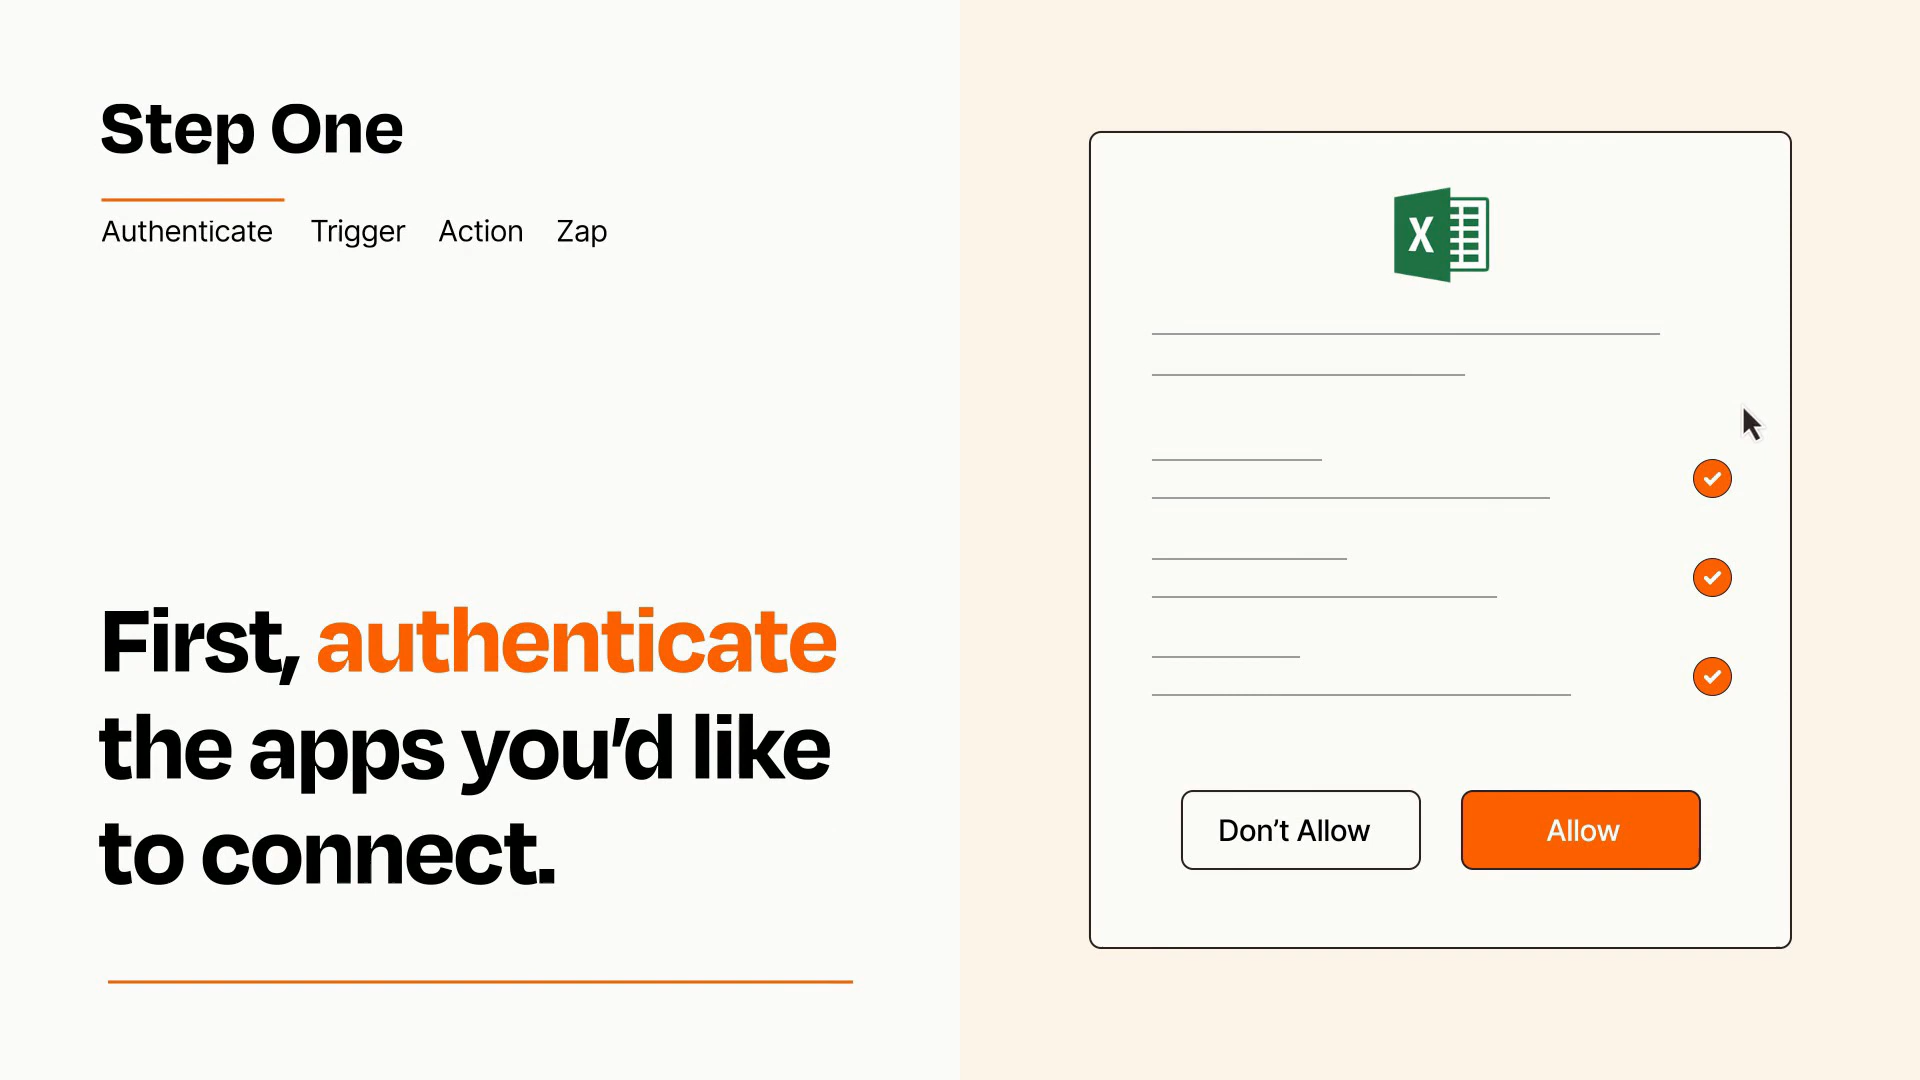 Step One
Authenticate Trigger Action Zap
First, authenticate
the apps you’d like
to connect.
X
Don’t Allow
Allow